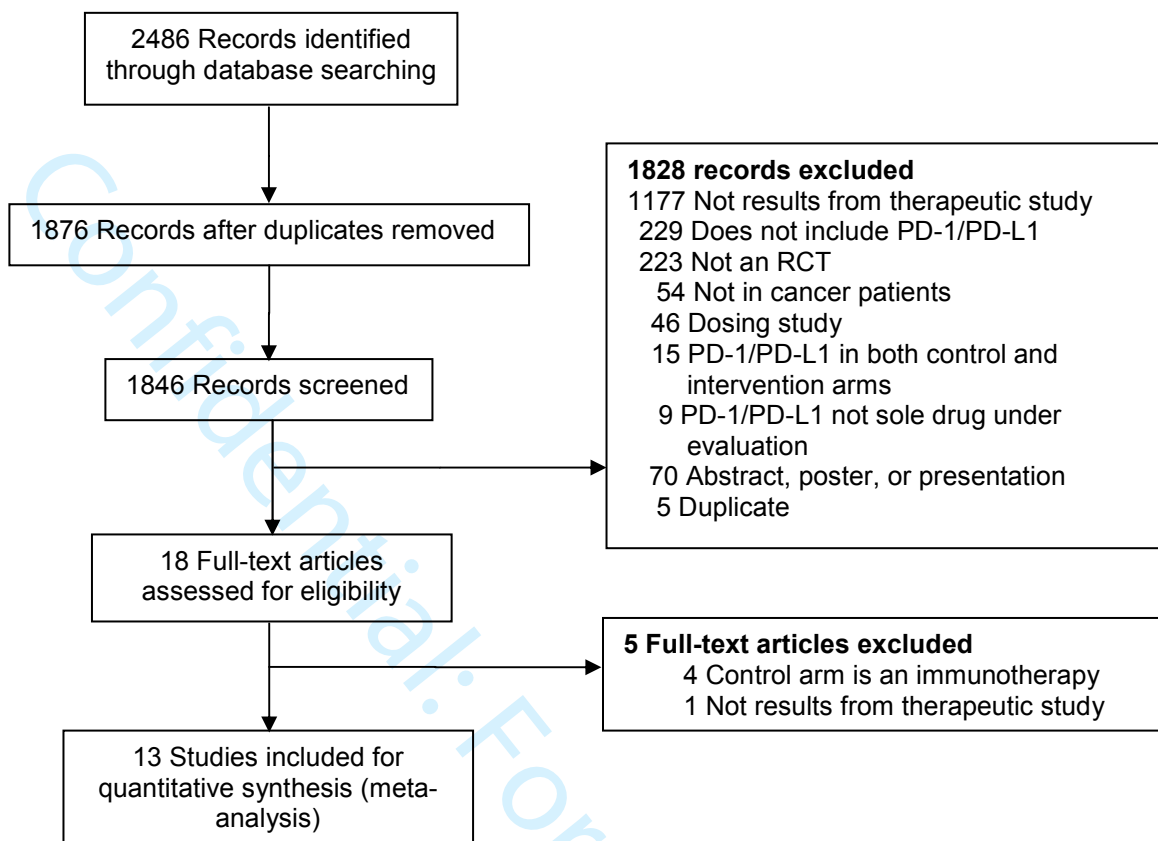 2486 Records identified
through database searching
1876 Records after duplicates removed
1846 Records screened
1828 records excluded
1177 Not results from therapeutic study
229 Does not include PD-1/PD-L1
223 Not an RCT
54 Not in cancer patients
46 Dosing study
15 PD-1/PD-L1 in both control and
intervention arms
9 PD-1/PD-L1 not sole drug under
evaluation
70 Abstract, poster, or presentation
5 Duplicate
18 Full-text articles
assessed for eligibility
5 Full-text articles excluded
4 Control arm is an immunotherapy
1 Not results from therapeutic study
13 Studies included for
quantitative synthesis (meta-
analysis)
Confidential: For